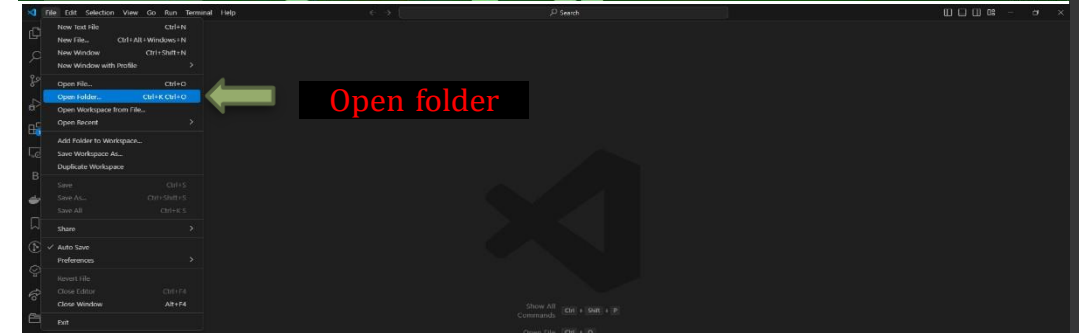 File Edit Selection View Go Run Terminal Help
Search
New Text File Ctrl+N
New File... Ctrl+Alt+Windows+N
New Window Ctrl+Shift+N
New Window with Profile
Open File... Ctrl+O
Open Folder... Ctrl+K Ctrl+O
Open folder
Open Workspace from File...
Open Recent
Add Folder to Workspace...
Save Workspace As...
Duplicate Workspace
Save Ctrl+S
Save As... Ctrl+Shift+S
Save All Ctrl+K S
Share
Auto Save
Preferences
Revert File
Close Editor Ctrl+F4
Close Window Alt+F4
Exit
Show All
Commands Ctrl + Shift + P
Open File Ctrl + O